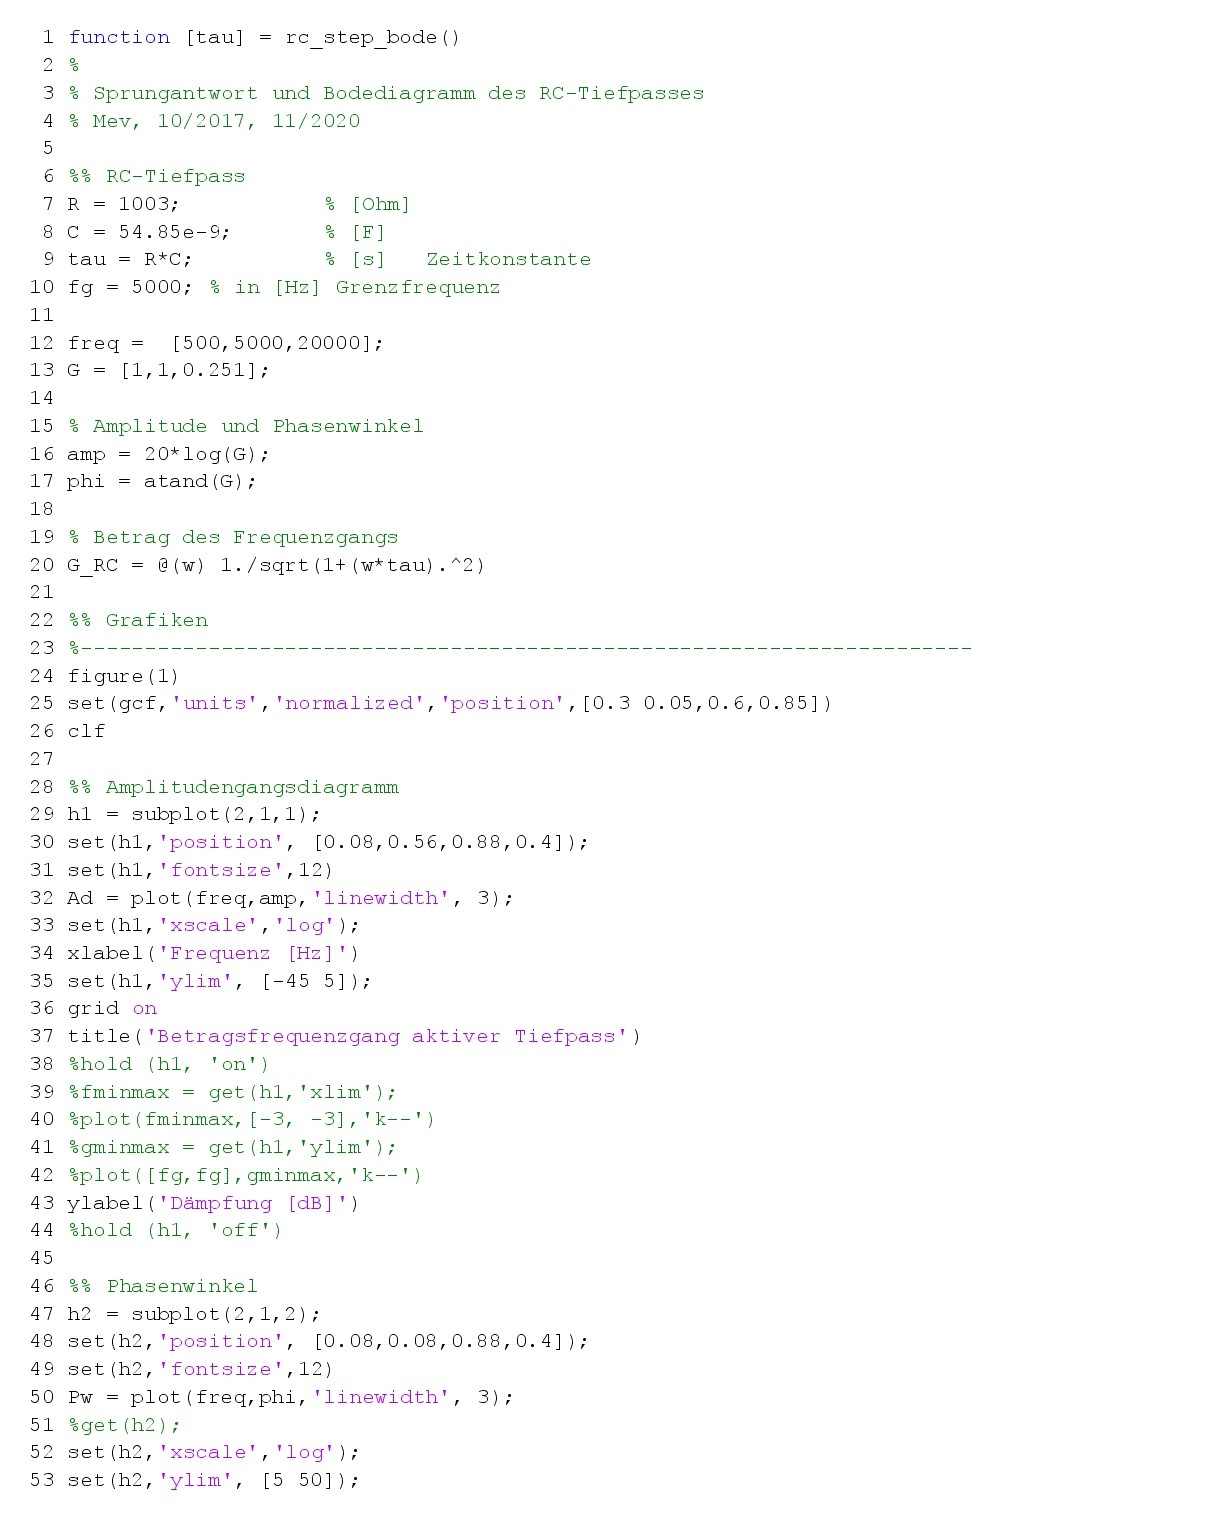 1 function [tau] = rc_step_bode()
2 %
3 % Sprungantwort und Bodediagramm des RC-Tiefpasses
4 % Mev, 10/2017, 11/2020
5
6 %% RC-Tiefpass
7 R = 1003;           % [Ohm]
8 C = 54.85e-9;       % [F]
9 tau = R*C;          % [s]   Zeitkonstante
10 fg = 5000; % in [Hz] Grenzfrequenz
11
12 freq =  [500,5000,20000];
13 G = [1,1,0.251];
14
15 % Amplitude und Phasenwinkel
16 amp = 20*log(G);
17 phi = atand(G);
18
19 % Betrag des Frequenzgangs
20 G_RC = @(w) 1./sqrt(1+(w*tau).^2)
21
22 %% Grafiken
23 %----------------------------------------------------------------------
24 figure(1)
25 set(gcf,'units','normalized','position',[0.3 0.05,0.6,0.85])
26 clf
27
28 %% Amplitudengangsdiagramm
29 h1 = subplot(2,1,1);
30 set(h1,'position', [0.08,0.56,0.88,0.4]);
31 set(h1,'fontsize',12)
32 Ad = plot(freq,amp,'linewidth', 3);
33 set(h1,'xscale','log');
34 xlabel('Frequenz [Hz]')
35 set(h1,'ylim', [-45 5]);
36 grid on
37 title('Betragsfrequenzgang aktiver Tiefpass')
38 %hold (h1, 'on')
39 %fminmax = get(h1,'xlim');
40 %plot(fminmax,[-3, -3],'k--')
41 %gminmax = get(h1,'ylim');
42 %plot([fg,fg],gminmax,'k--')
43 ylabel('Dämpfung [dB]')
44 %hold (h1, 'off')
45
46 %% Phasenwinkel
47 h2 = subplot(2,1,2);
48 set(h2,'position', [0.08,0.08,0.88,0.4]);
49 set(h2,'fontsize',12)
50 Pw = plot(freq,phi,'linewidth', 3);
51 %get(h2);
52 set(h2,'xscale','log');
53 set(h2,'ylim', [5 50]);